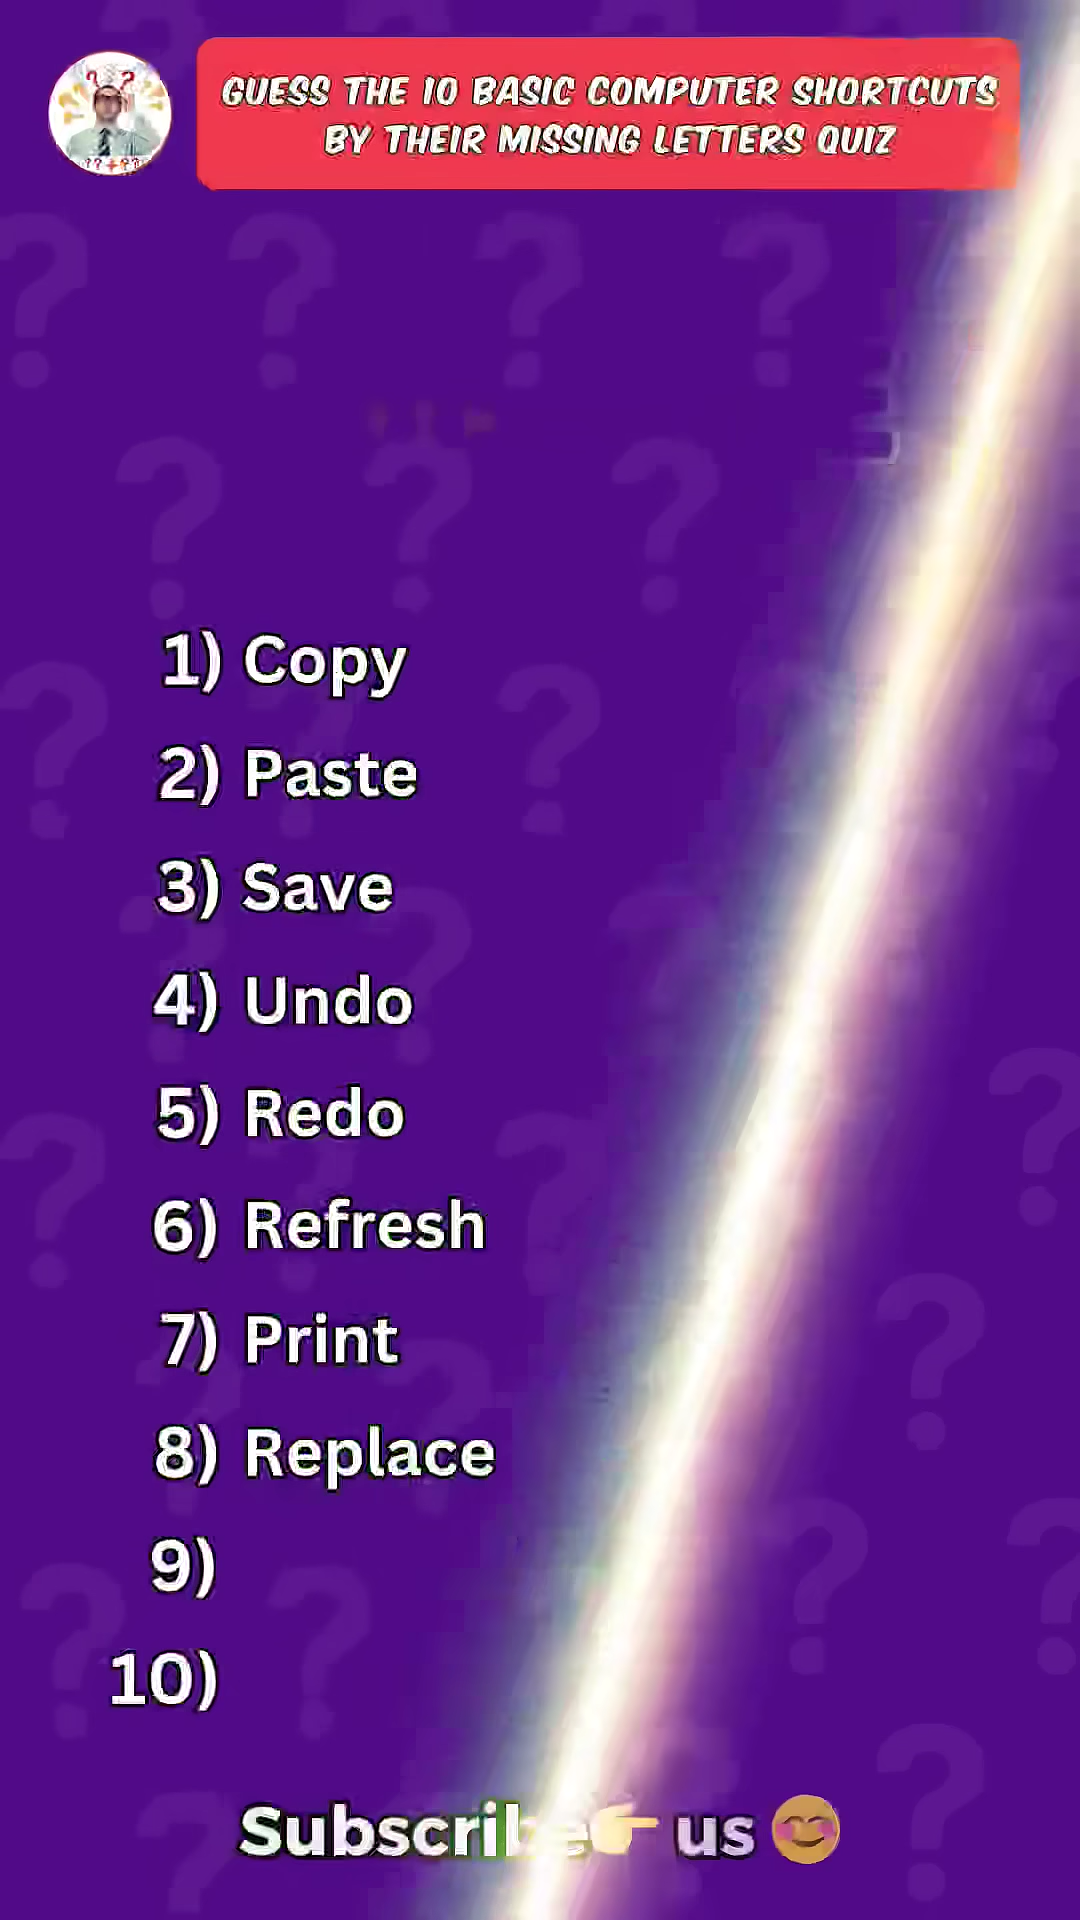 GUESS THE 10 BASIC COMPUTER SHORTCUTS
BY THEIR MISSING LETTERS QUIZ
1) Copy
2) Paste
3) Save
4) Undo
5) Redo
6) Refresh
7) Print
8) Replace
9)
10)
Subscribe👉 us 😊